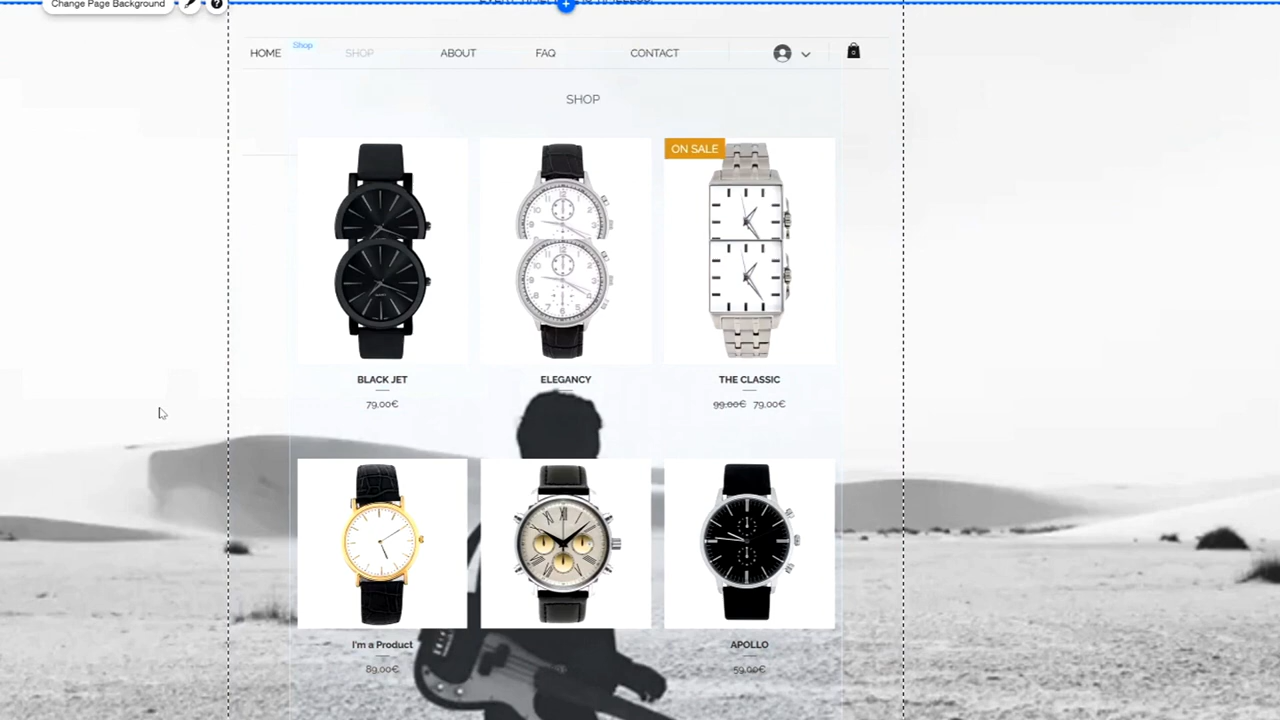 Change Page Background
Shop
HOME SHOP ABOUT FAQ CONTACT
SHOP
ON SALE
BLACK JET ELEGANCY THE CLASSIC
79,00€ 99,00€ 79,00€
I'm a Product APOLLO
89,00€ 59,00€